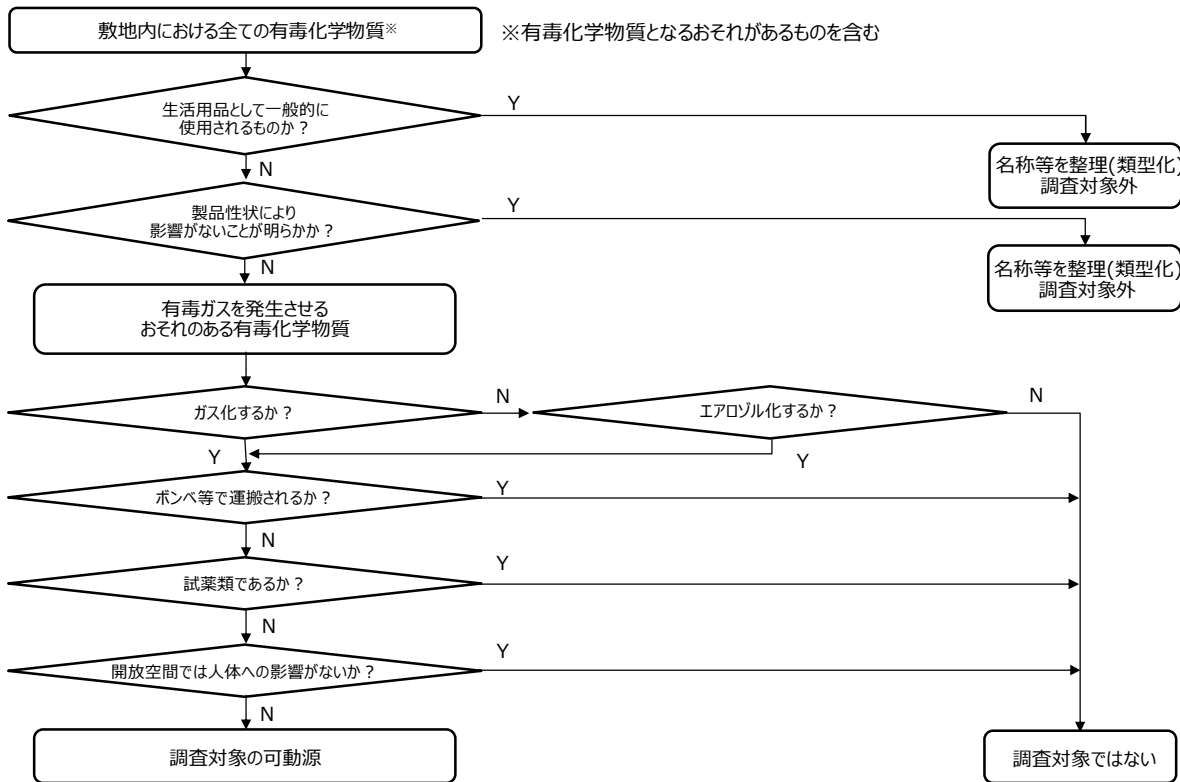 敷地内における全ての有毒化学物質※
※有毒化学物質となるおそれがあるものを含む
生活用品として一般的に
使用されるものか？
Y
N
名称等を整理(類型化)
調査対象外
製品性状により
影響がないことが明らかか？
Y
N
名称等を整理(類型化)
調査対象外
有毒ガスを発生させる
おそれのある有毒化学物質
ガス化するか？
N
エアロゾル化するか？
N
Y
Y
ボンベ等で運搬されるか？
Y
N
試薬類であるか？
Y
N
開放空間では人体への影響がないか？
Y
N
調査対象の可動源
調査対象ではない